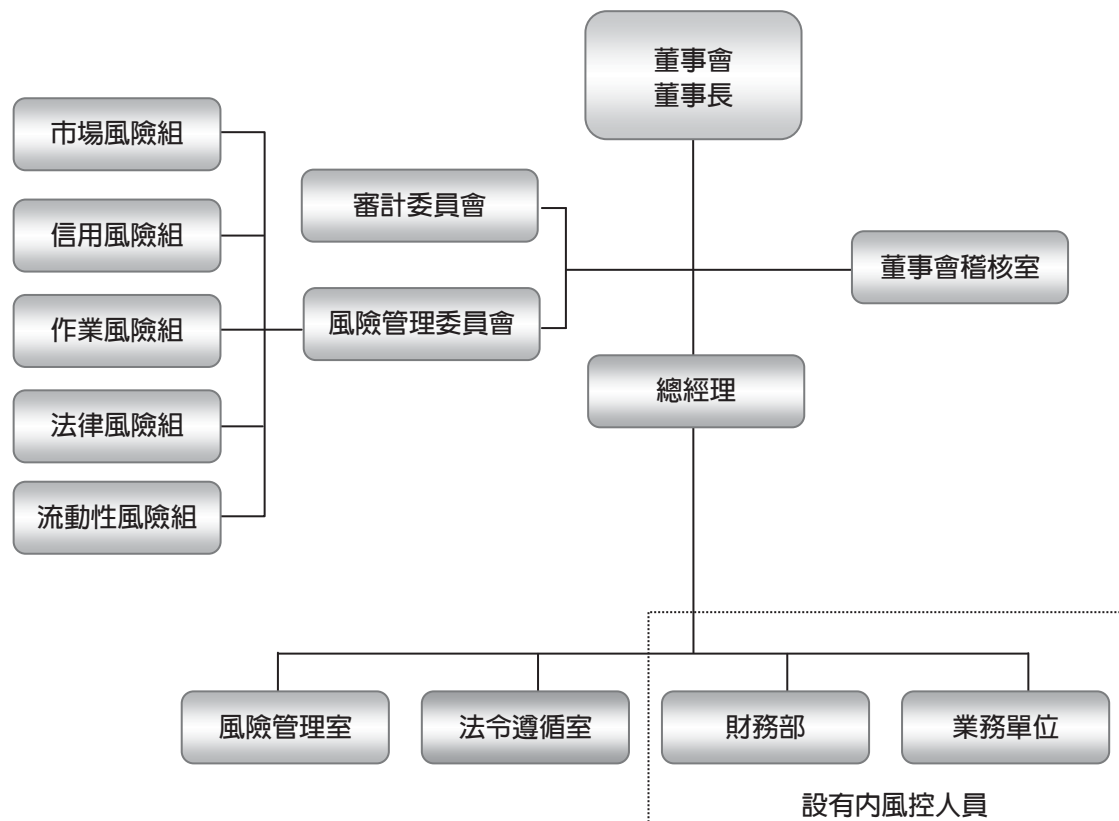 董事會
董事長
市場風險組
審計委員會
信用風險組
董事會稽核室
作業風險組
風險管理委員會
總經理
法律風險組
流動性風險組
風險管理室
法令遵循室
財務部
業務單位
設有内風控人員